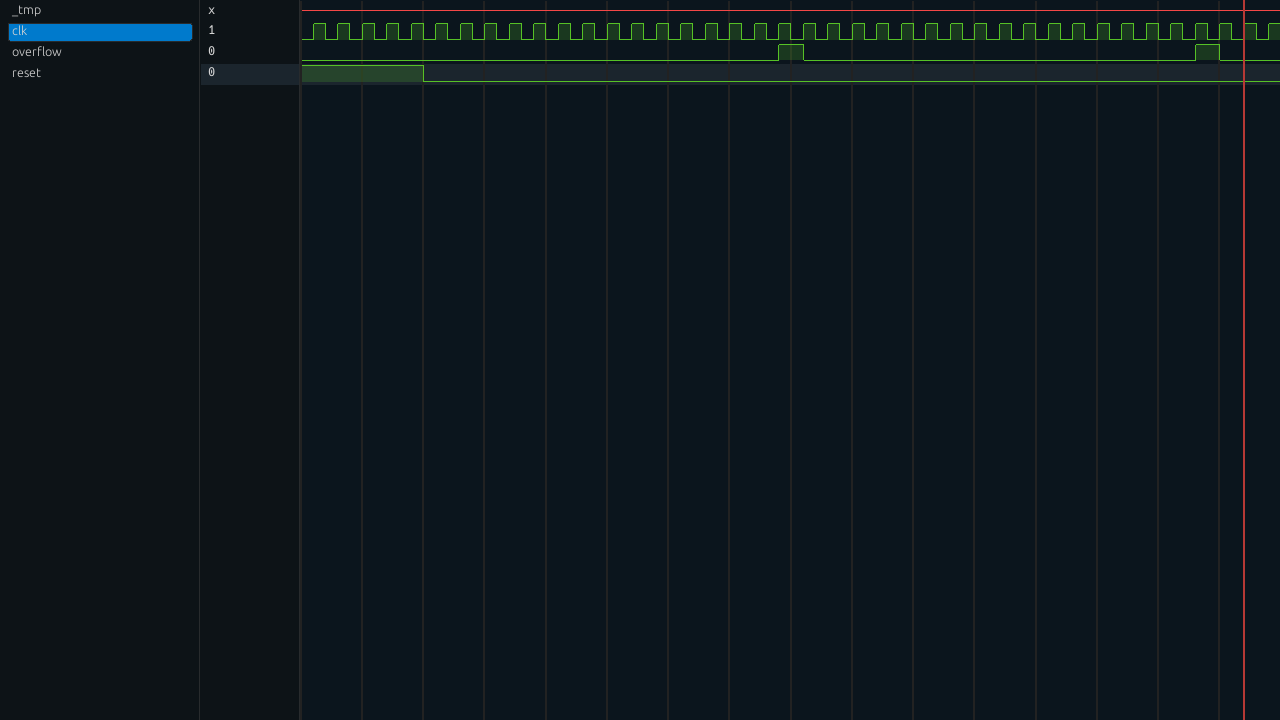 _tmp x
clk 1
overflow 0
reset 0